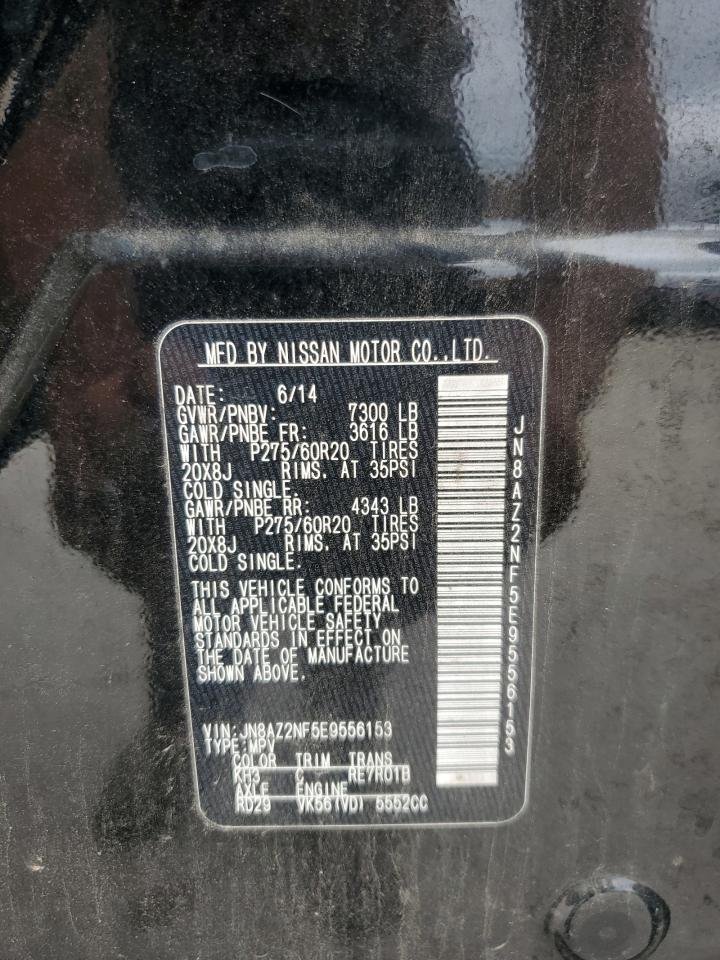 MFD BY NISSAN MOTOR CO.,LTD.
DATE: 6/14
GVWR/PNBV: 7300 LB
GAWR/PNBE FR: 3616 LB
WITH P275/60R20 TIRES
20X8J RIMS. AT 35PSI
COLD SINGLE.
GAWR/PNBE RR: 4343 LB
WITH P275/60R20 TIRES
20X8J RIMS. AT 35PSI
COLD SINGLE.
THIS VEHICLE CONFORMS TO
ALL APPLICABLE FEDERAL
MOTOR VEHICLE SAFETY
STANDARDS IN EFFECT ON
THE DATE OF MANUFACTURE
SHOWN ABOVE.
VIN:JN8AZ2NF5E9556153
TYPE:MPV
COLOR TRIM TRANS
KH3 C RE7R01B
AXLE ENGINE
RD29 VK56(VD) 5552CC
JN8AZ2NF5E9556153